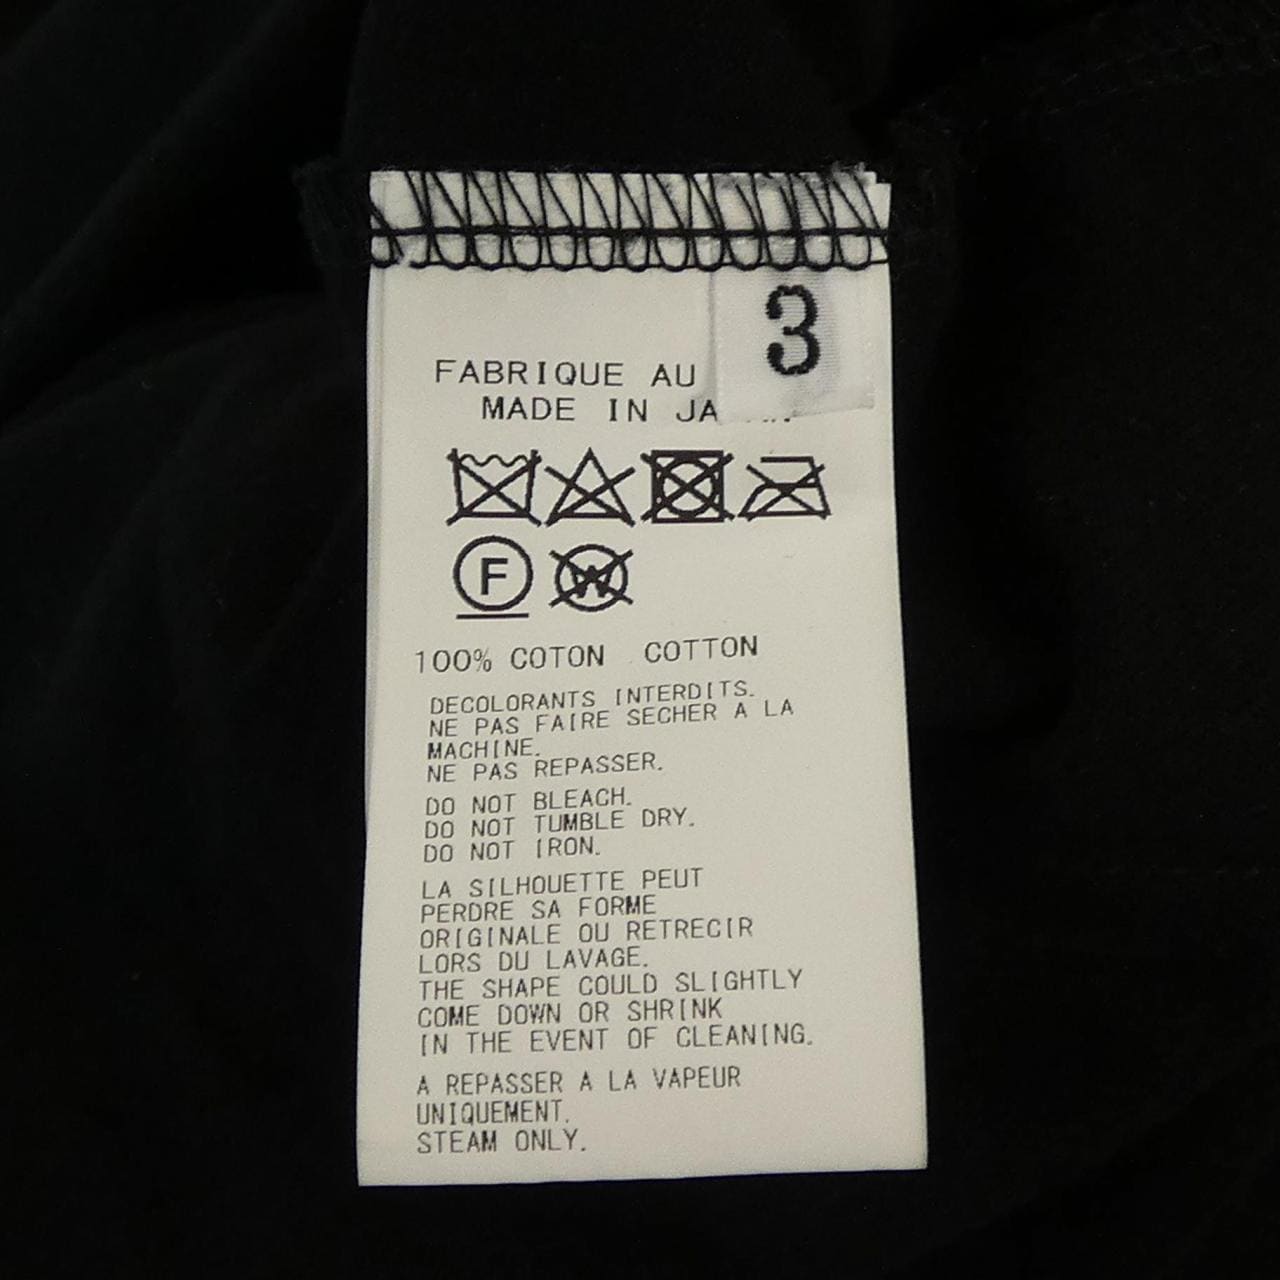 3
FABRIQUE AU
MADE IN
F
W
100% COTON COTTON
DECOLORANTS INTERDITS.
NE PAS FAIRE SECHER A LA
MACHINE.
NE PAS REPASSER.
DO NOT BLEACH.
DO NOT TUMBLE DRY.
DO NOT IRON.
LA SILHOUETTE PEUT
PERDRE SA FORME
ORIGINALE OU RETRECIR
LORS DU LAVAGE.
THE SHAPE COULD SLIGHTLY
COME DOWN OR SHRINK
IN THE EVENT OF CLEANING.
A REPASSER A LA VAPEUR
UNIQUEMENT.
STEAM ONLY.